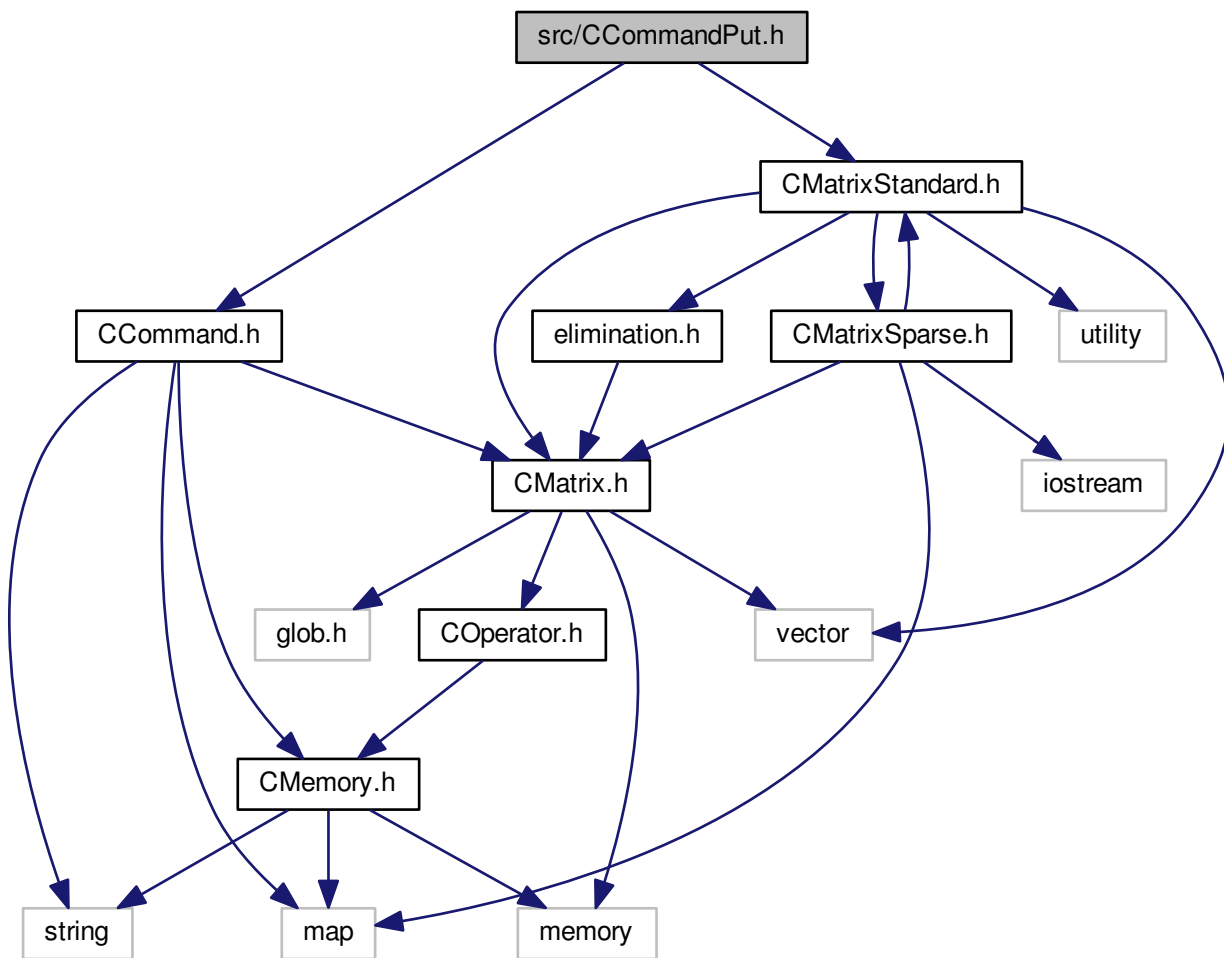 src/CCommandPut.h
CMatrixStandard.h
CCommand.h
elimination.h
CMatrixSparse.h
utility
CMatrix.h
iostream
glob.h
COperator.h
vector
CMemory.h
string
map
memory